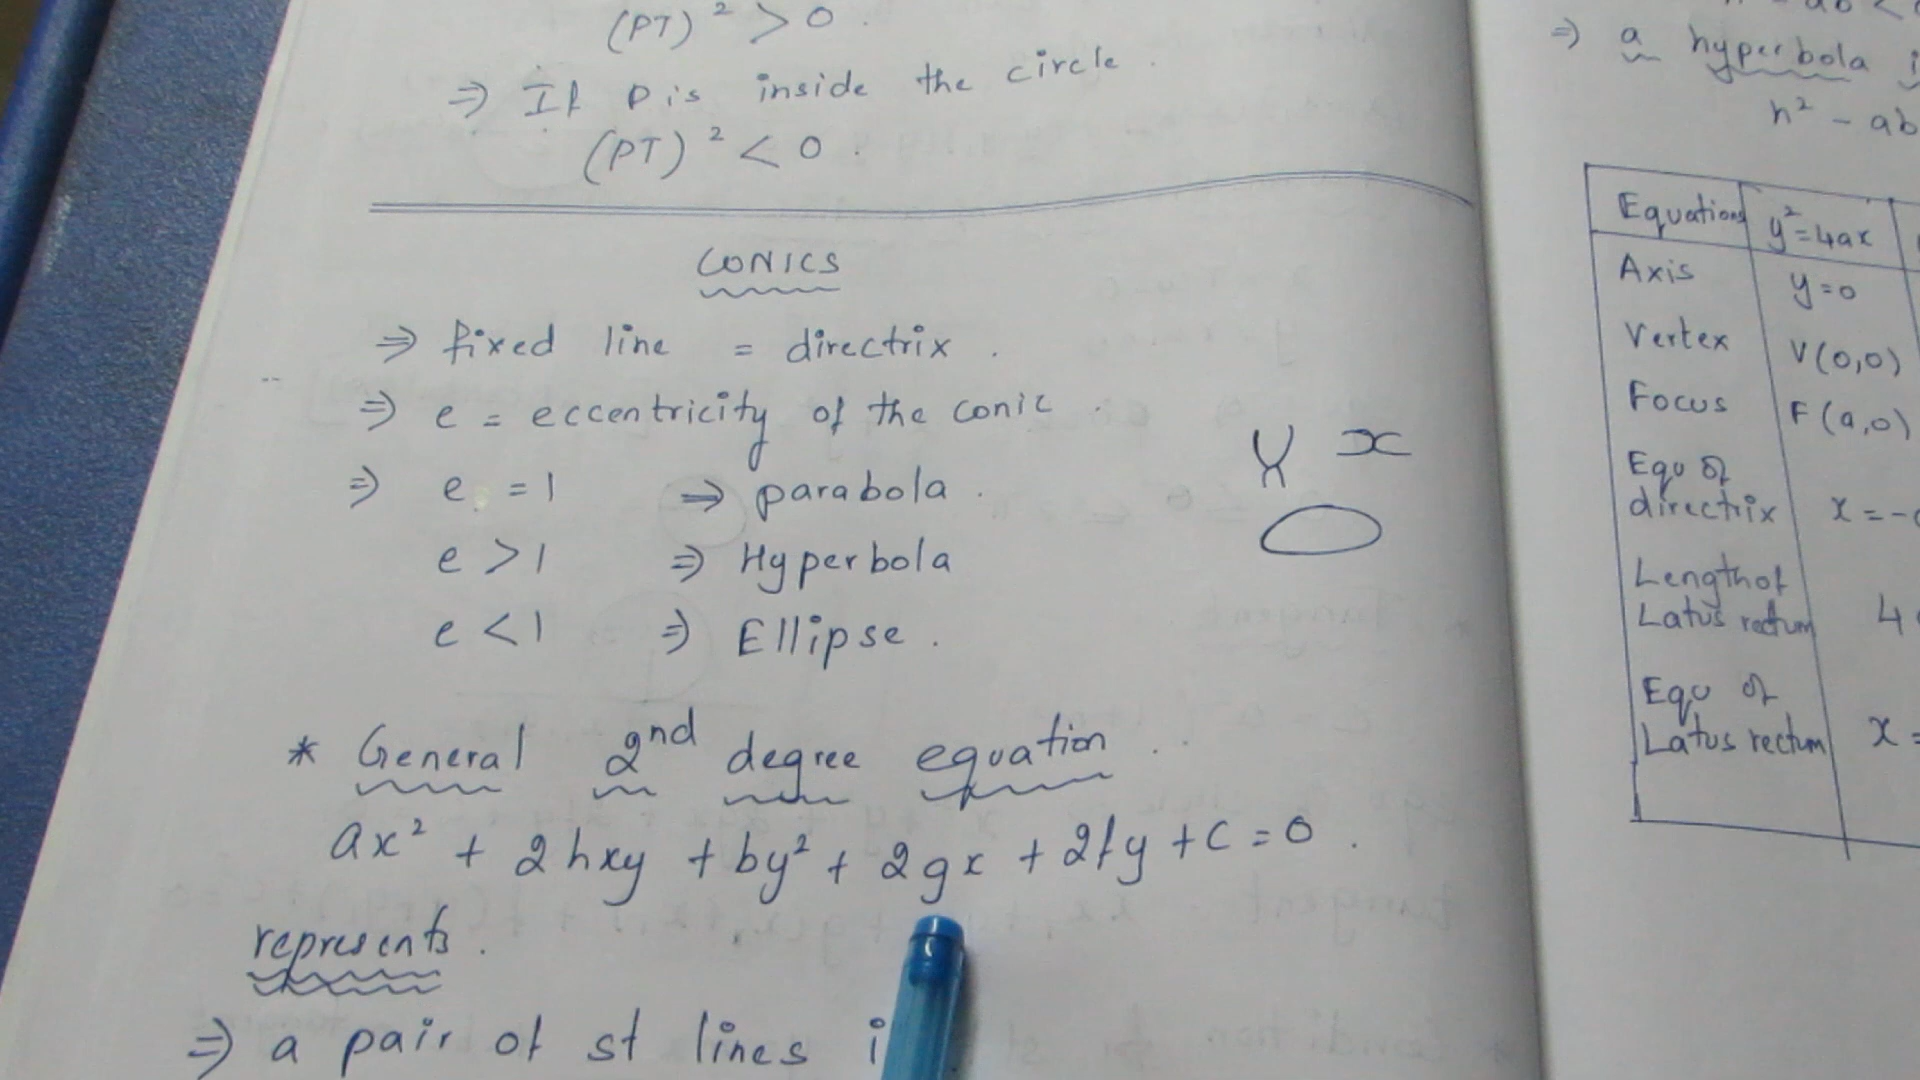 (PT)² > 0.
⇒ If P is inside the circle.
(PT)² < 0.
CONICS
⇒ fixed line = directrix.
⇒ e = eccentricity of the conic.
⇒ e = 1 ⇒ parabola.
e > 1 ⇒ Hyperbola
e < 1 ⇒ Ellipse.
* General 2nd degree equation.
ax² + 2hxy + by² + 2gx + 2fy + c = 0.
represents.
⇒ a pair of st lines
⇒ a hyperbola
h² - ab
Equations y² = 4ax
Axis y = 0
Vertex V(0,0)
Focus F(a,0)
Equ of
directrix x = -
Length of
Latus rectum 4
Equ of
Latus rectum x =